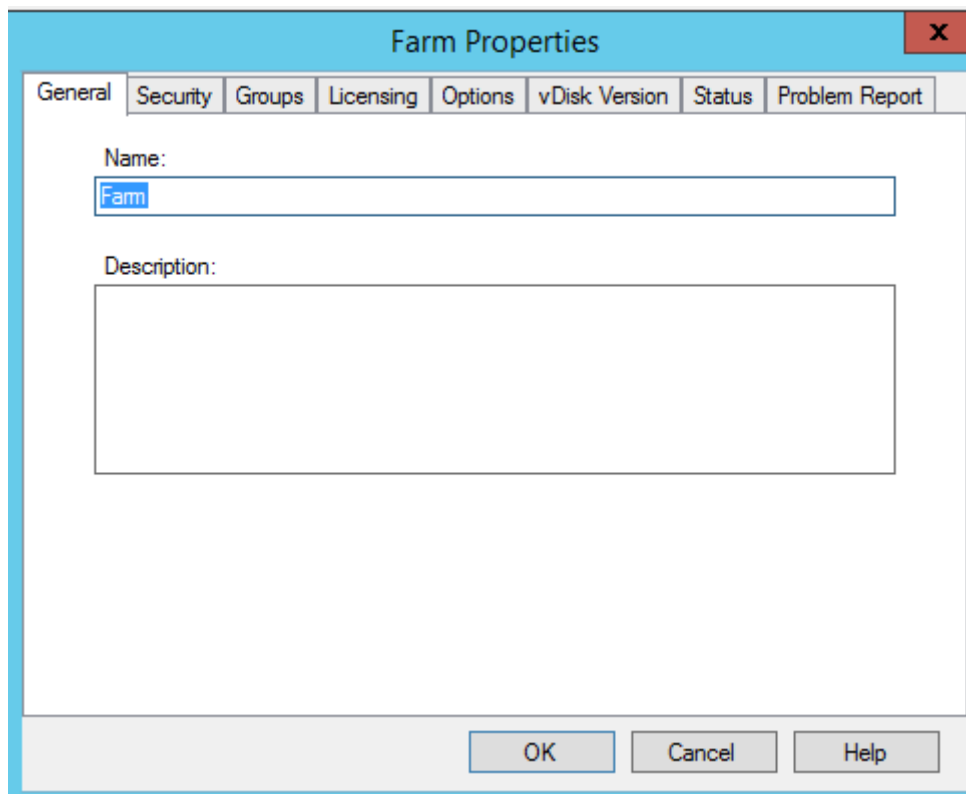 Farm Properties
x
General Security Groups Licensing Options vDisk Version Status Problem Report
Name:
Farm
Description:
OK Cancel Help